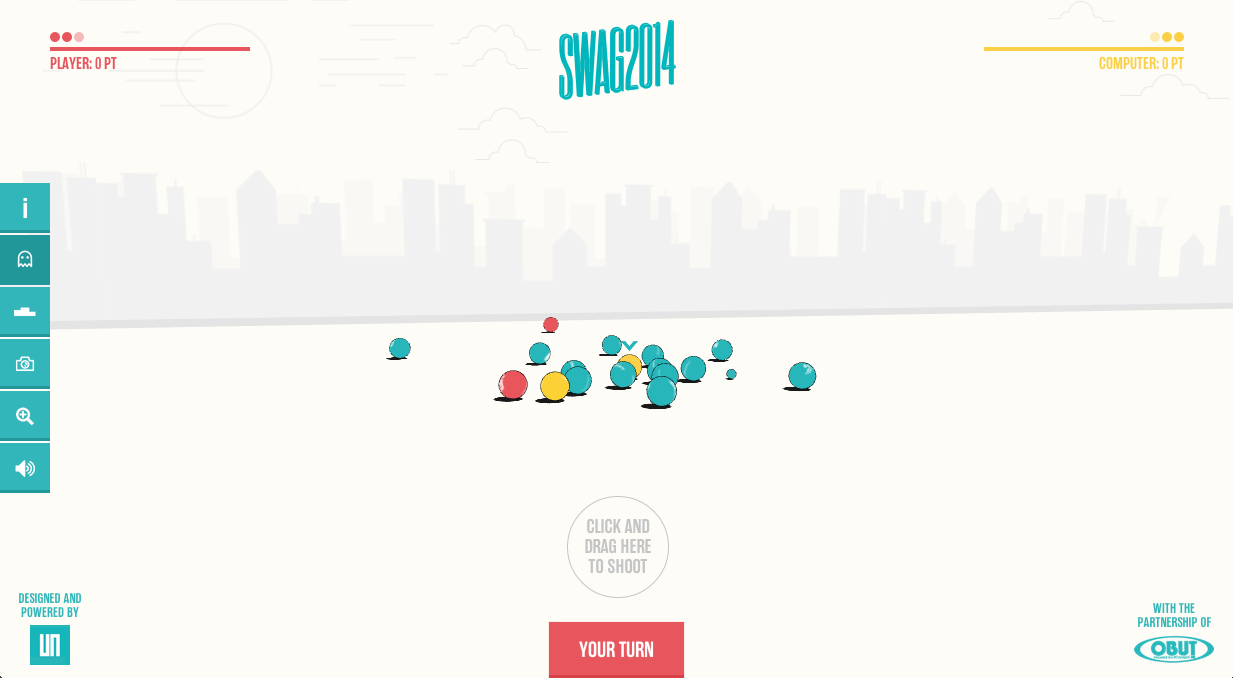 SWAG2014
PLAYER: 0 PT
COMPUTER: 0 PT
i
CLICK AND
DRAG HERE
TO SHOOT
YOUR TURN
DESIGNED AND
POWERED BY
UN
WITH THE
PARTNERSHIP OF
OBUT